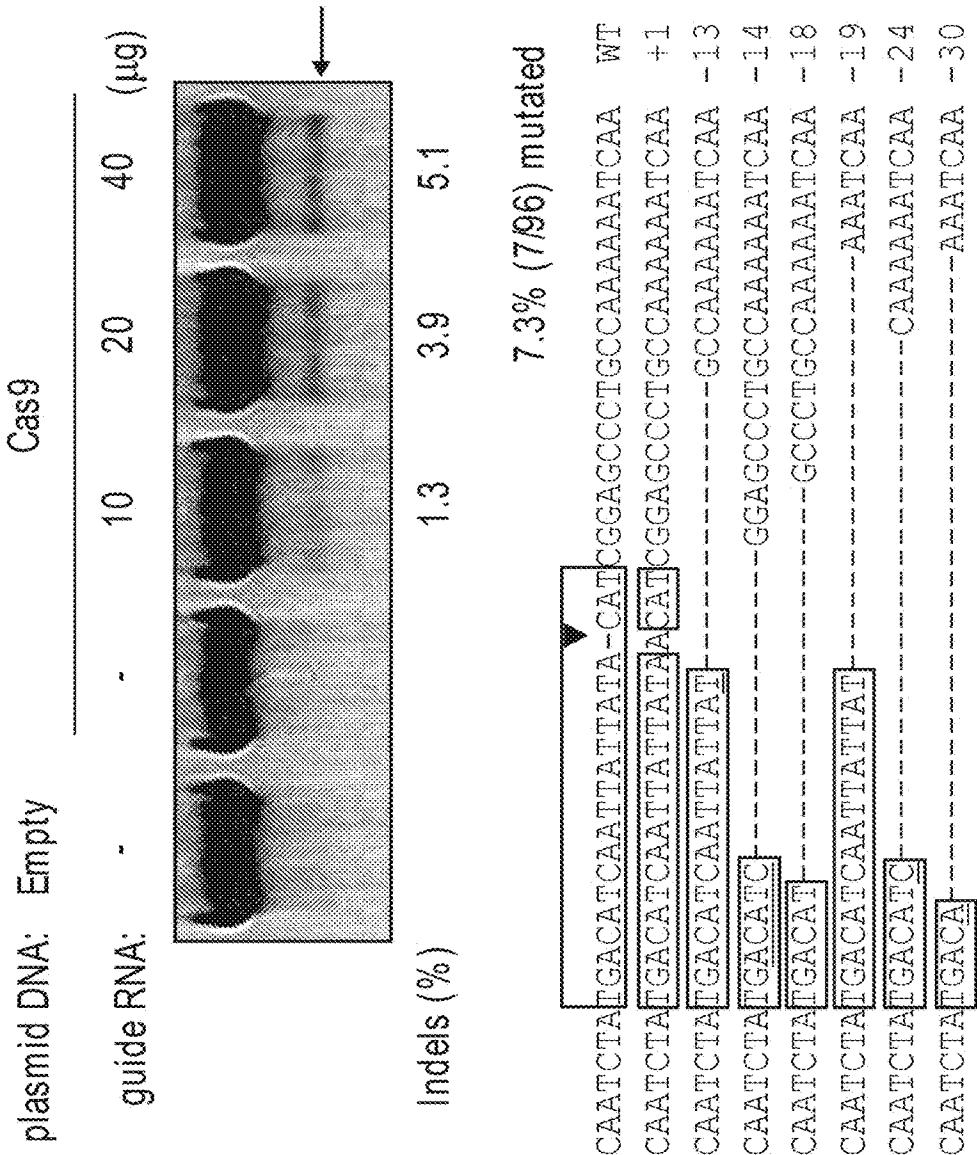 plasmid DNA: Empty Cas9
guide RNA: - - 10 20 40 (μg)
Indels (%) 1.3 3.9 5.1
7.3% (7/96) mutated
CAATCTATGACATCAATTATTATA-CATCGGAGCCCTGCCAAAAAATCAA WT
CAATCTATGACATCAATTATTATAACATCGGAGCCCTGCCAAAAAATCAA +1
CAATCTATGACATCAATTATTAT--------------GCCAAAAAATCAA -13
CAATCTATGACATC---------------GGAGCCCTGCCAAAAAATCAA -14
CAATCTATGACAT-------------------GCCCTGCCAAAAAATCAA -18
CAATCTATGACATCAATTATTAT--------------------AAATCAA -19
CAATCTATGACATC-------------------------CAAAAAATCAA -24
CAATCTATGACA-------------------------------AAATCAA -30